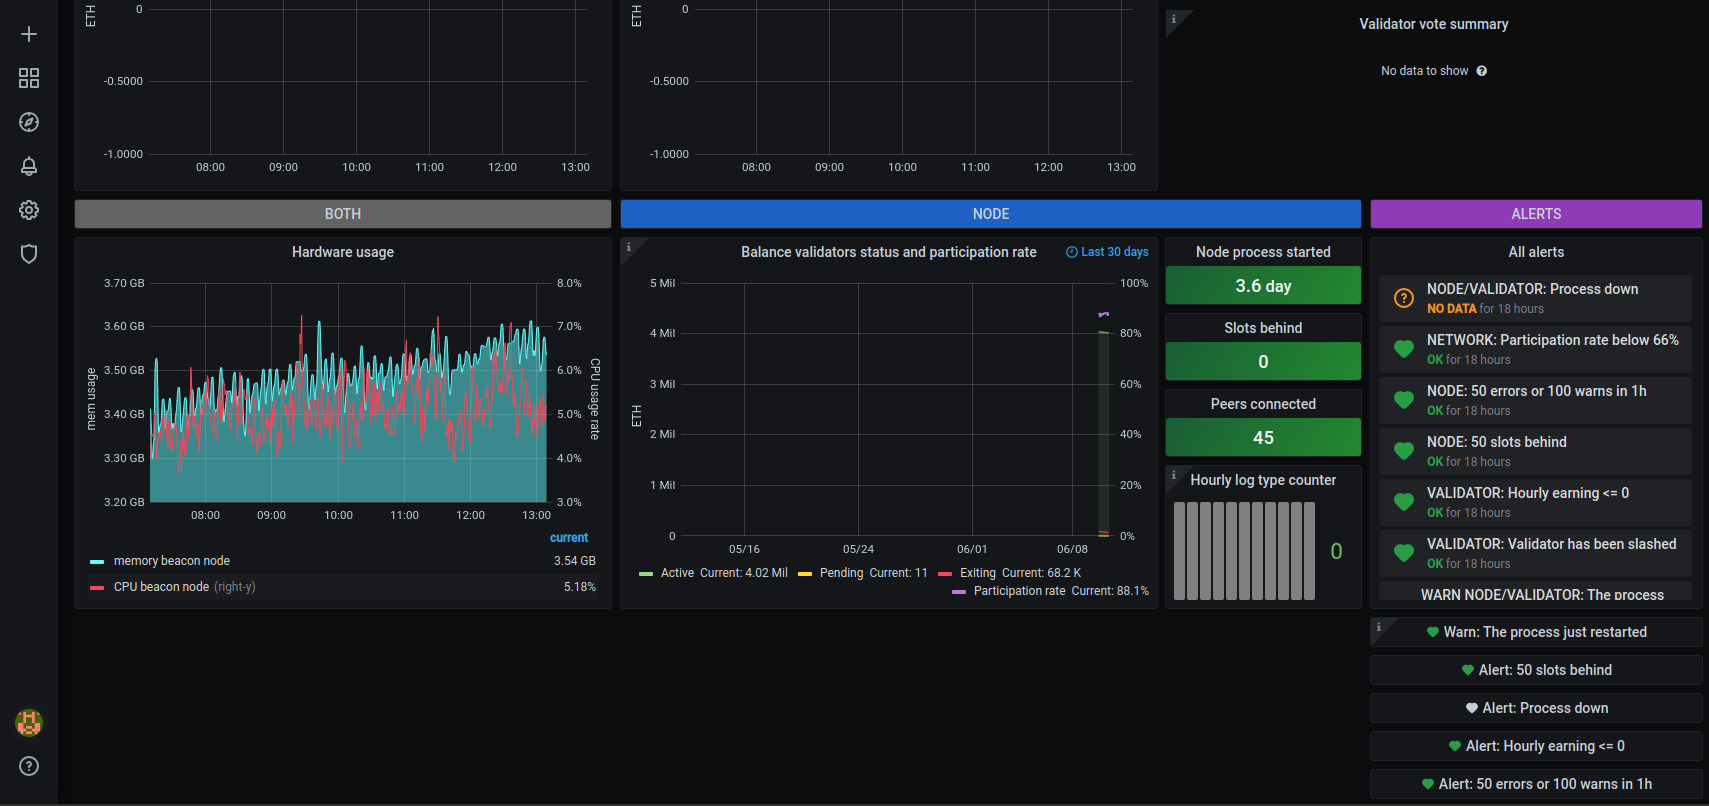 ETH
0
-0.5000
-1.0000
08:00 09:00 10:00 11:00 12:00 13:00
ETH
0
-0.5000
-1.0000
08:00 09:00 10:00 11:00 12:00 13:00
i
Validator vote summary
No data to show ?
BOTH
NODE
ALERTS
Hardware usage
mem usage
3.70 GB
3.60 GB
3.50 GB
3.40 GB
3.30 GB
3.20 GB
8.0%
7.0%
6.0%
5.0%
4.0%
3.0%
CPU usage rate
08:00 09:00 10:00 11:00 12:00 13:00
current
memory beacon node 3.54 GB
CPU beacon node (right-y) 5.18%
i
Balance validators status and participation rate Last 30 days
ETH
5 Mil
4 Mil
3 Mil
2 Mil
1 Mil
0
100%
80%
60%
40%
20%
0%
05/16 05/24 06/01 06/08
Active Current: 4.02 Mil Pending Current: 11 Exiting Current: 68.2 K
Participation rate Current: 88.1%
Node process started
3.6 day
Slots behind
0
Peers connected
45
i
Hourly log type counter
0
All alerts
?
NODE/VALIDATOR: Process down
NO DATA for 18 hours
NETWORK: Participation rate below 66%
OK for 18 hours
NODE: 50 errors or 100 warns in 1h
OK for 18 hours
NODE: 50 slots behind
OK for 18 hours
VALIDATOR: Hourly earning <= 0
OK for 18 hours
VALIDATOR: Validator has been slashed
OK for 18 hours
WARN NODE/VALIDATOR: The process
i
Warn: The process just restarted
Alert: 50 slots behind
Alert: Process down
Alert: Hourly earning <= 0
Alert: 50 errors or 100 warns in 1h
?